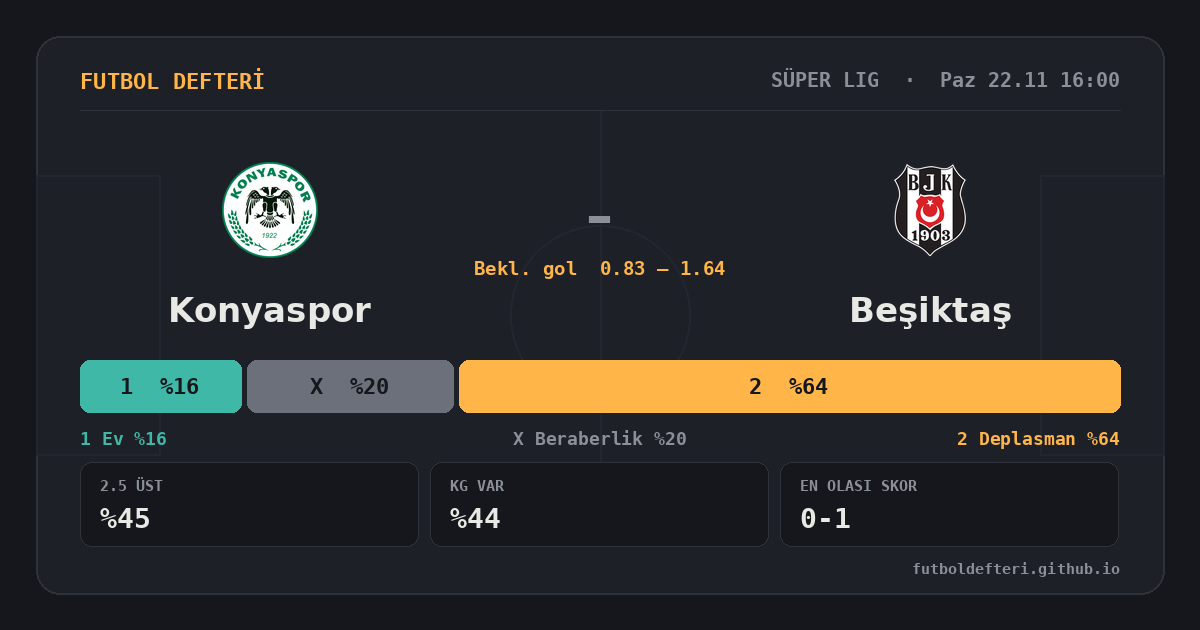 FUTBOL DEFTERİ
SÜPER LIG · Paz 22.11 16:00
KONYASPOR
1922
BJK
1903
–
Bekl. gol 0.83 – 1.64
Konyaspor
Beşiktaş
1 %16
X %20
2 %64
1 Ev %16
X Beraberlik %20
2 Deplasman %64
2.5 ÜST
KG VAR
EN OLASI SKOR
%45
%44
0-1
futboldefteri.github.io